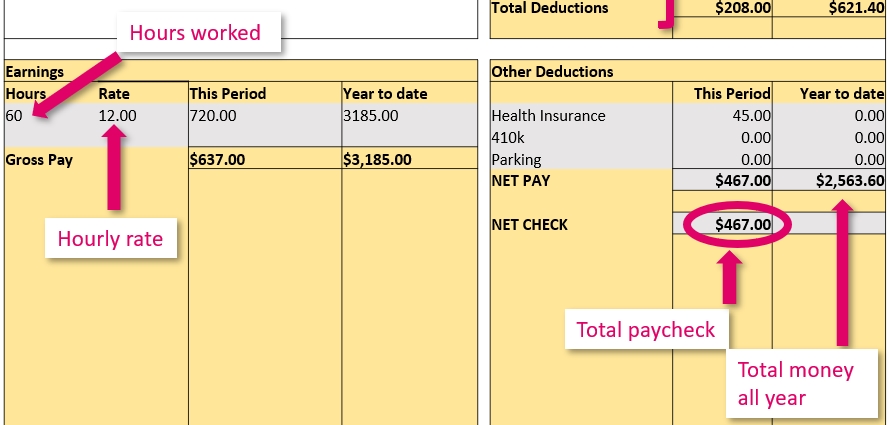 Total Deductions $208.00 $621.40
Hours worked
Earnings
Hours Rate This Period Year to date
60 12.00 720.00 3185.00
Gross Pay $637.00 $3,185.00
Hourly rate
Other Deductions
This Period Year to date
Health Insurance 45.00 0.00
410k 0.00 0.00
Parking 0.00 0.00
NET PAY $467.00 $2,563.60
NET CHECK $467.00
Total paycheck
Total money
all year